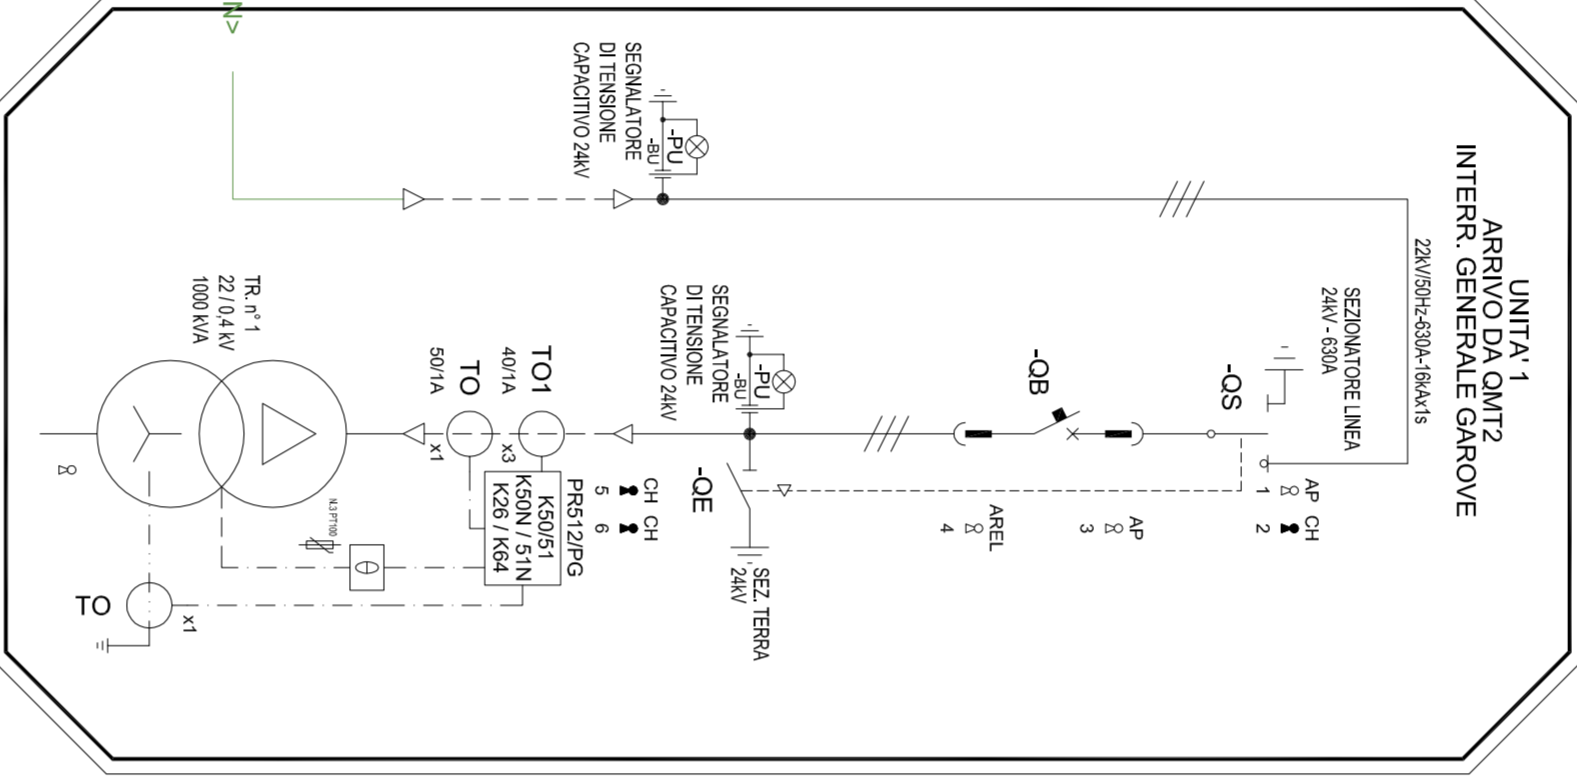 UNITA' 1
ARRIVO DA QMT2
INTERR. GENERALE GAROVE
22kV/50Hz-630A-16kAx1s
SEZIONATORE LINEA
24kV - 630A
-QS
AP CH
1 2
-QB
AP
3
AREL
4
SEGNALATORE
DI TENSIONE
CAPACITIVO 24kV
-PU
-BU
SEGNALATORE
DI TENSIONE
CAPACITIVO 24kV
-PU
-BU
-QE
SEZ. TERRA
24kV
CH CH
5 6
TO1
40/1A
x3
TO
50/1A
x1
PR512/PG
K50/51
K50N / 51N
K26 / K64
N.3 PT100
Θ
TR. n° 1
22 / 0,4 kV
1000 kVA
x1
TO
N>